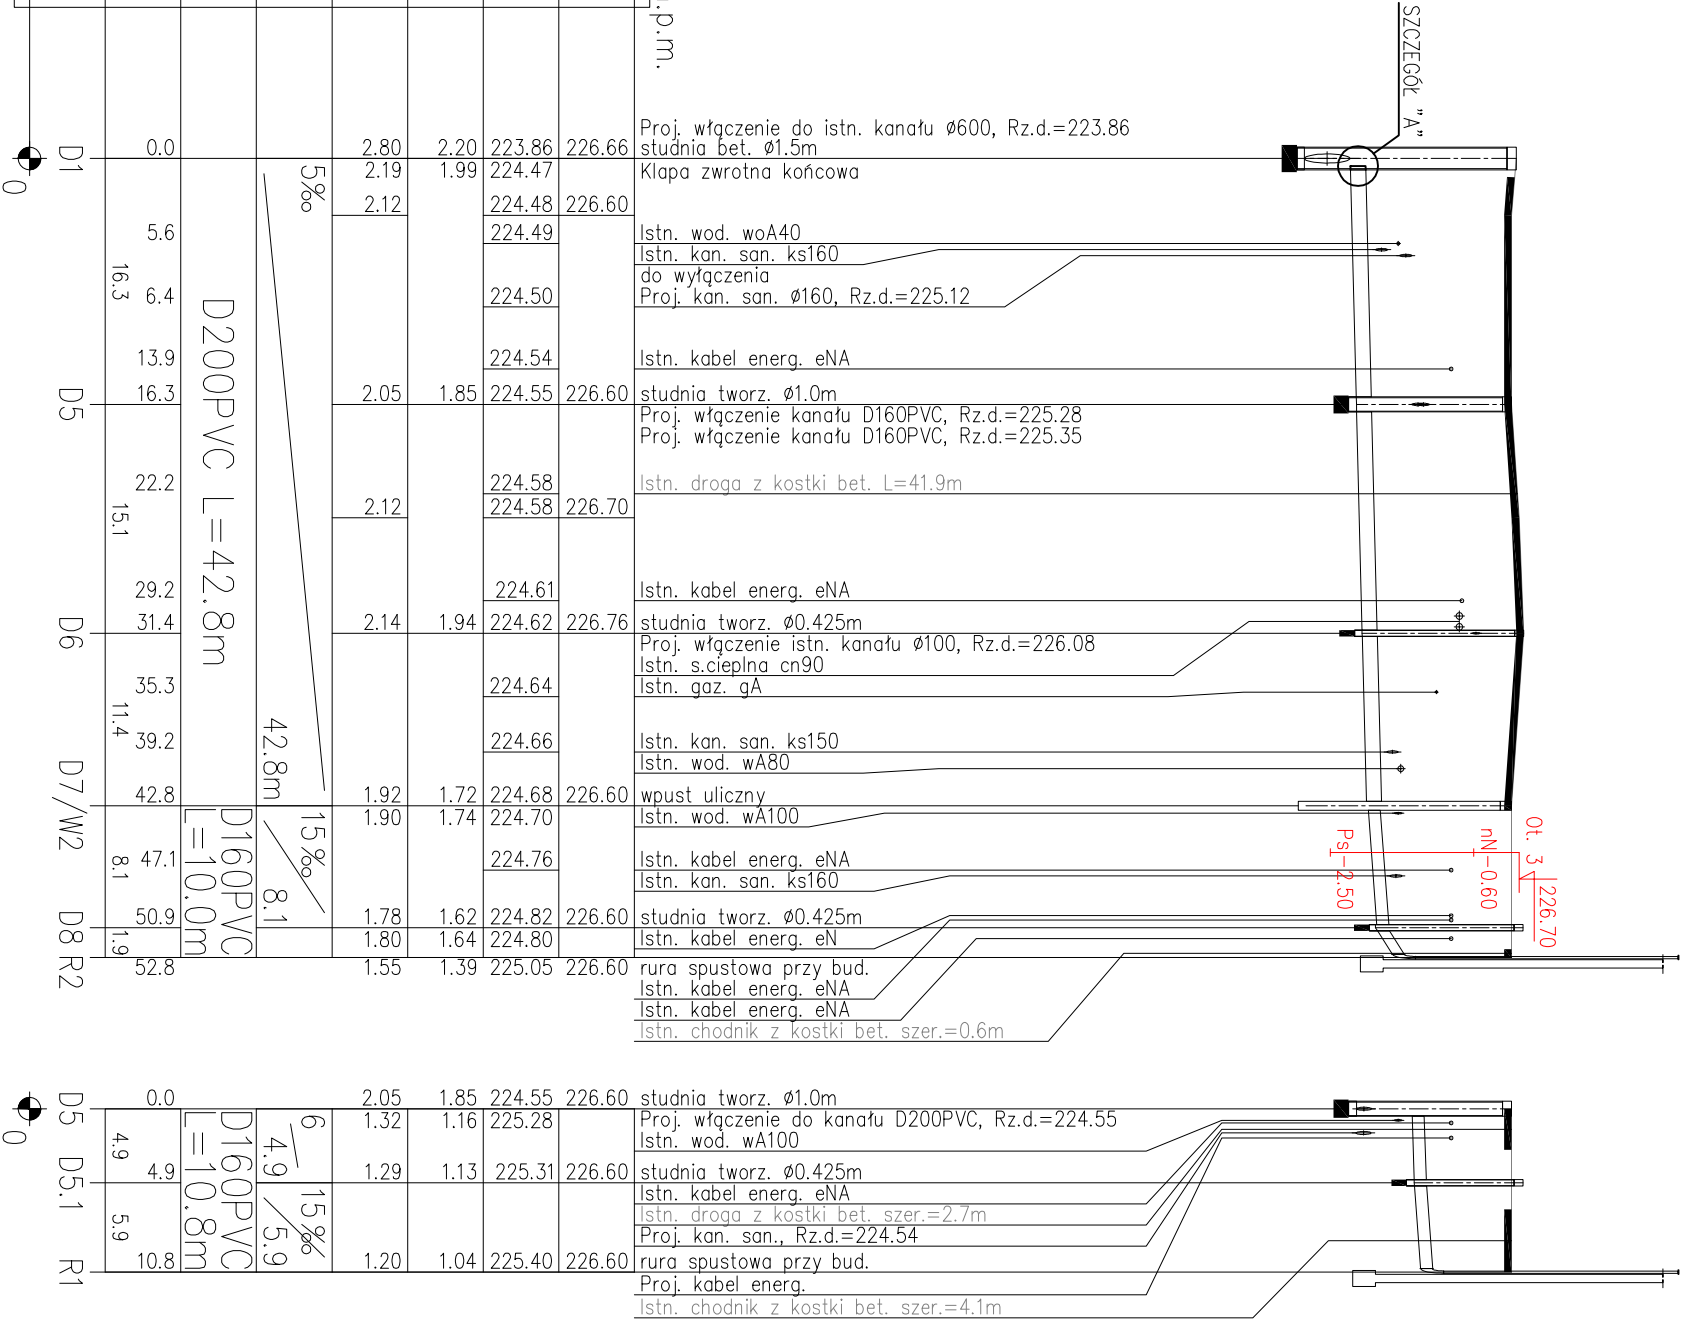 .p.m.
SZCZEGÓŁ "A"
Proj. włączenie do istn. kanału ø600, Rz.d.=223.86
D1 0.0 2.80 2.20 223.86 226.66 studnia bet. ø1.5m
2.19 1.99 224.47 Klapa zwrotna końcowa
0
5‰
2.12 224.48 226.60
5.6 224.49 Istn. wod. woA40
Istn. kan. san. ks160
do wyłączenia
16.3
6.4 224.50 Proj. kan. san. ø160, Rz.d.=225.12
13.9 224.54 Istn. kabel energ. eNA
D5 16.3 2.05 1.85 224.55 226.60 studnia tworz. ø1.0m
Proj. włączenie kanału D160PVC, Rz.d.=225.28
Proj. włączenie kanału D160PVC, Rz.d.=225.35
D200PVC L=42.8m
22.2 224.58 Istn. droga z kostki bet. L=41.9m
15.1
2.12 224.58 226.70
29.2 224.61 Istn. kabel energ. eNA
D6 31.4 2.14 1.94 224.62 226.76 studnia tworz. ø0.425m
Proj. włączenie istn. kanału ø100, Rz.d.=226.08
Istn. s.cieplna cn90
35.3 224.64 Istn. gaz. gA
11.4
39.2 224.66 Istn. kan. san. ks150
Istn. wod. wA80
42.8m
D7/W2 42.8 1.92 1.72 224.68 226.60 wpust uliczny
1.90 1.74 224.70 Istn. wod. wA100
15‰
8.1
D160PVC
L=10.0m
8.1
47.1 224.76 Istn. kabel energ. eNA
Istn. kan. san. ks160
D8 50.9 1.78 1.62 224.82 226.60 studnia tworz. ø0.425m
1.80 1.64 224.80 Istn. kabel energ. eN
1.9
R2 52.8 1.55 1.39 225.05 226.60 rura spustowa przy bud.
Istn. kabel energ. eNA
Istn. kabel energ. eNA
Istn. chodnik z kostki bet. szer.=0.6m
Ot. 3
226.70
nN-0.60
Ps-2.50
D5 0.0 2.05 1.85 224.55 226.60 studnia tworz. ø1.0m
1.32 1.16 225.28 Proj. włączenie do kanału D200PVC, Rz.d.=224.55
0
Istn. wod. wA100
6
4.9
4.9
D160PVC
L=10.8m
D5.1 4.9 1.29 1.13 225.31 226.60 studnia tworz. ø0.425m
Istn. kabel energ. eNA
Istn. droga z kostki bet. szer.=2.7m
Proj. kan. san., Rz.d.=224.54
15‰
5.9
5.9
R1 10.8 1.20 1.04 225.40 226.60 rura spustowa przy bud.
Proj. kabel energ.
Istn. chodnik z kostki bet. szer.=4.1m